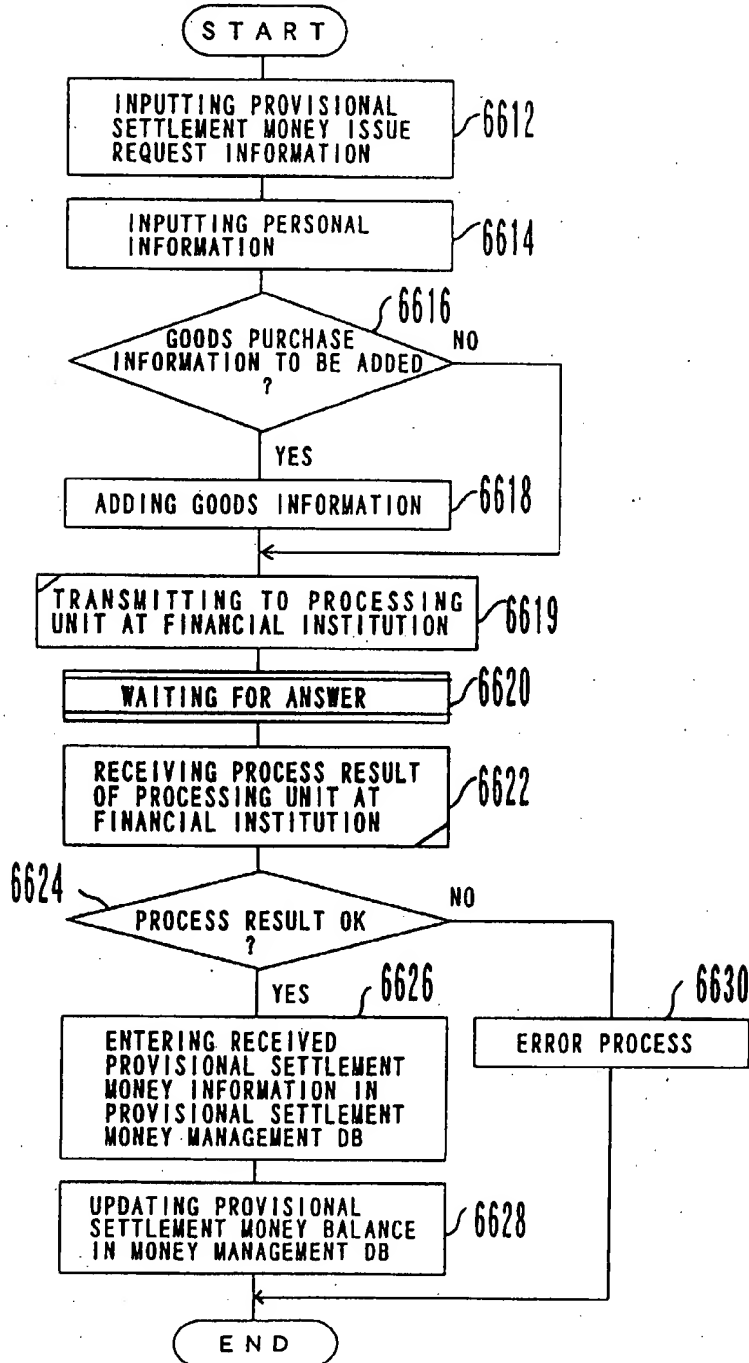 START
INPUTTING PROVISIONAL
SETTLEMENT MONEY ISSUE
REQUEST INFORMATION
6612
INPUTTING PERSONAL
INFORMATION
6614
6616
GOODS PURCHASE
INFORMATION TO BE ADDED
?
NO
YES
ADDING GOODS INFORMATION
6618
TRANSMITTING TO PROCESSING
UNIT AT FINANCIAL INSTITUTION
6619
WAITING FOR ANSWER
6620
RECEIVING PROCESS RESULT
OF PROCESSING UNIT AT
FINANCIAL INSTITUTION
6622
6624
PROCESS RESULT OK
?
NO
YES
6626
ENTERING RECEIVED
PROVISIONAL SETTLEMENT
MONEY INFORMATION IN
PROVISIONAL SETTLEMENT
MONEY MANAGEMENT DB
6630
ERROR PROCESS
UPDATING PROVISIONAL
SETTLEMENT MONEY BALANCE
IN MONEY MANAGEMENT DB
6628
END